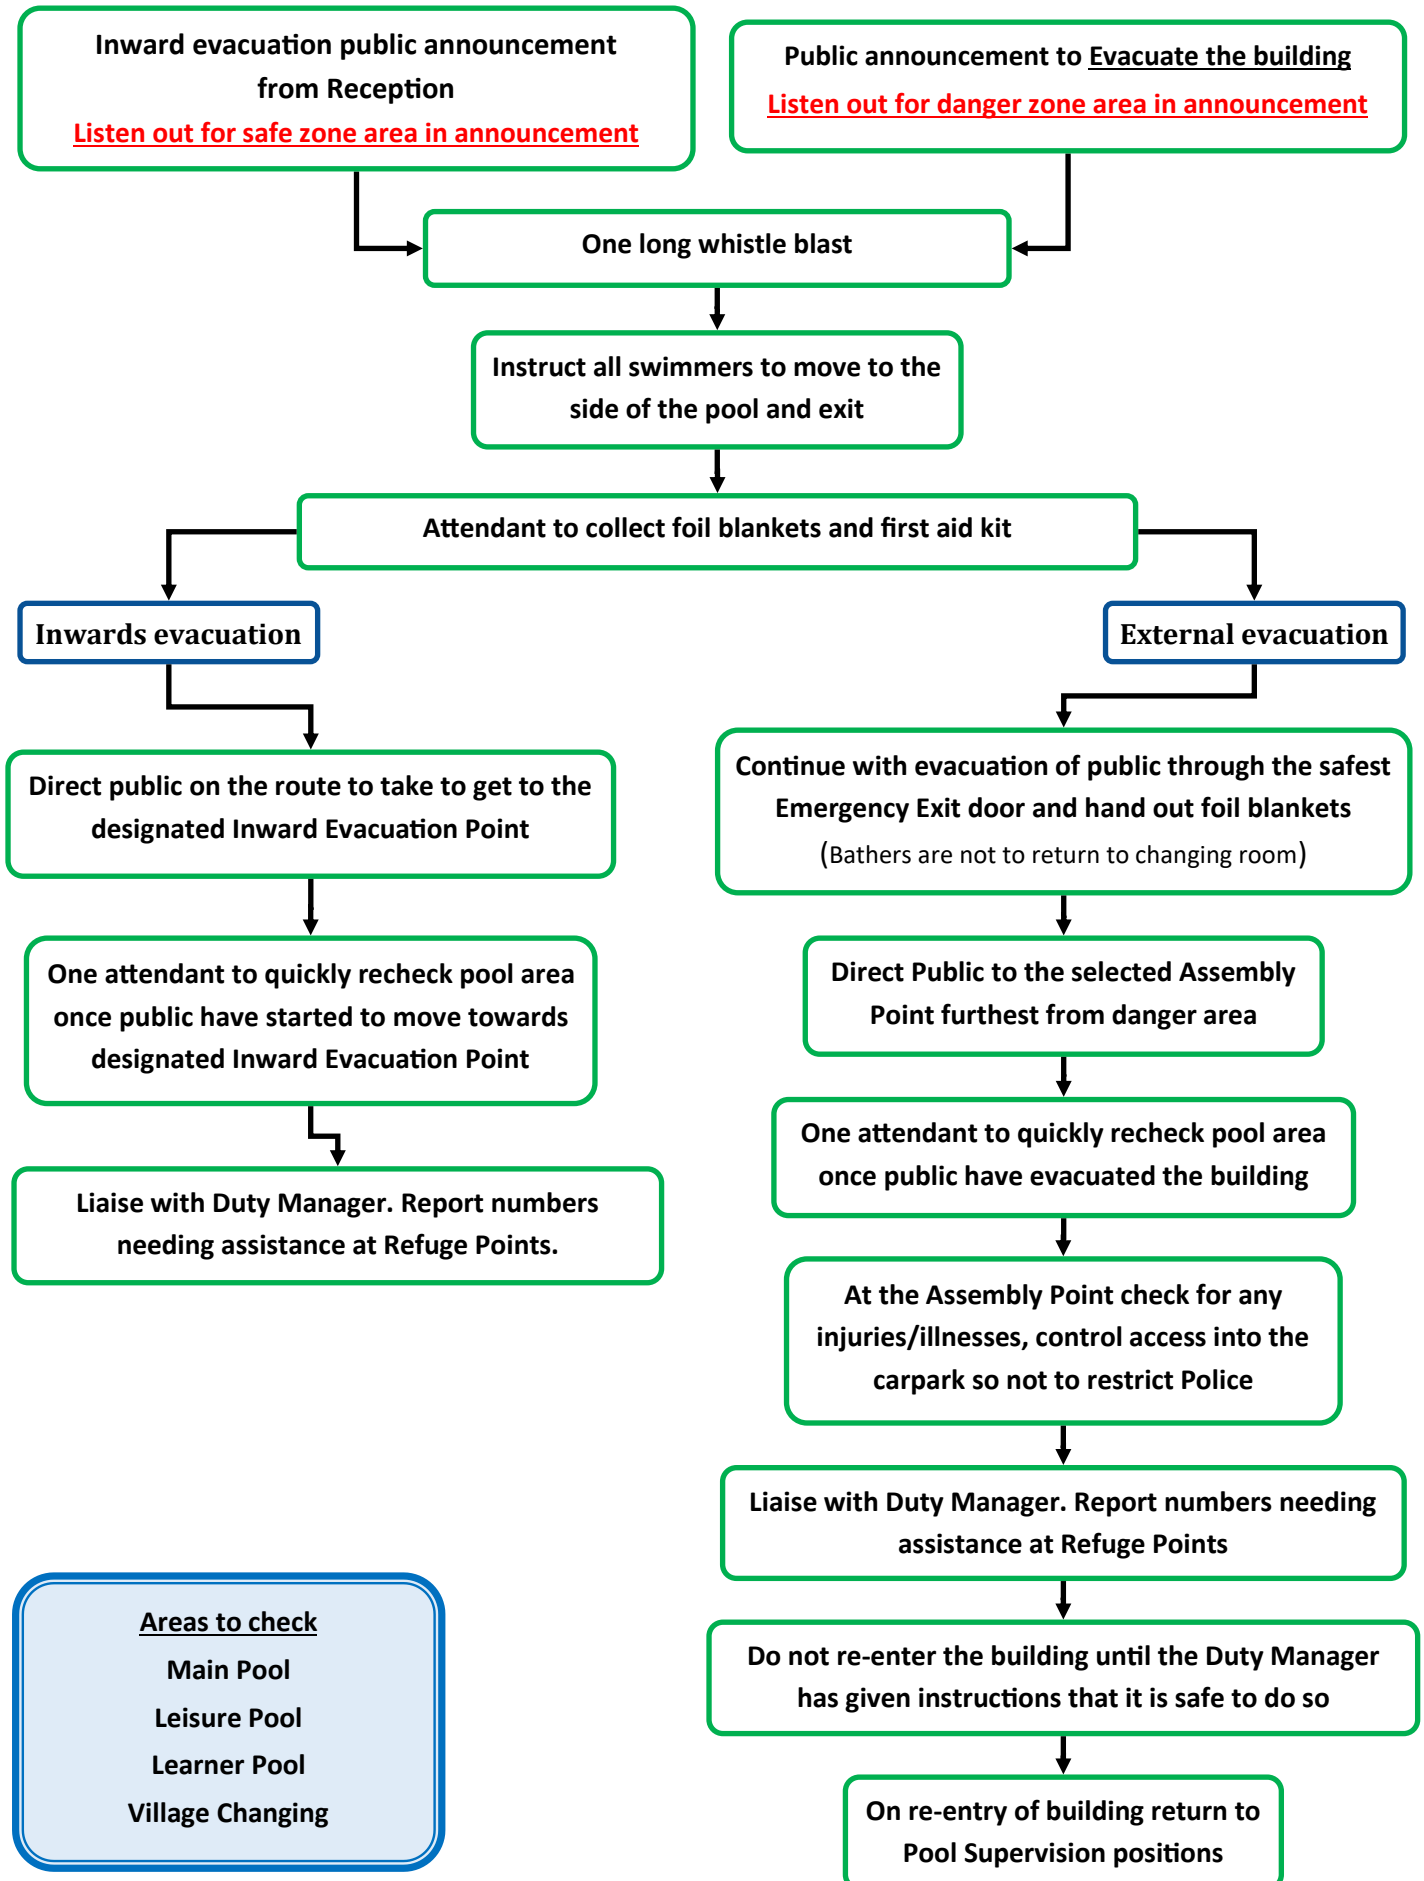 Inward evacuation public announcement
from Reception
Listen out for safe zone area in announcement
Public announcement to Evacuate the building
Listen out for danger zone area in announcement
One long whistle blast
Instruct all swimmers to move to the
side of the pool and exit
Attendant to collect foil blankets and first aid kit
Inwards evacuation
Direct public on the route to take to get to the
designated Inward Evacuation Point
One attendant to quickly recheck pool area
once public have started to move towards
designated Inward Evacuation Point
Liaise with Duty Manager. Report numbers
needing assistance at Refuge Points.
External evacuation
Continue with evacuation of public through the safest
Emergency Exit door and hand out foil blankets
(Bathers are not to return to changing room)
Direct Public to the selected Assembly
Point furthest from danger area
One attendant to quickly recheck pool area
once public have evacuated the building
At the Assembly Point check for any
injuries/illnesses, control access into the
carpark so not to restrict Police
Liaise with Duty Manager. Report numbers needing
assistance at Refuge Points
Do not re-enter the building until the Duty Manager
has given instructions that it is safe to do so
On re-entry of building return to
Pool Supervision positions
Areas to check
Main Pool
Leisure Pool
Learner Pool
Village Changing